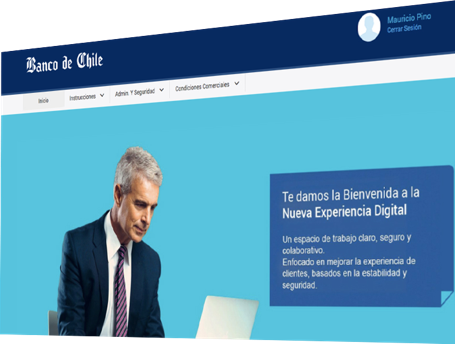 Mauricio Pino
Cerrar Sesión
Banco de Chile
Inicio
Instrucciones
Admin. Y Seguridad
Condiciones Comerciales
Te damos la Bienvenida a la
Nueva Experiencia Digital
Un espacio de trabajo claro, seguro y
colaborativo.
Enfocado en mejorar la experiencia de
clientes, basados en la estabilidad y
seguridad.